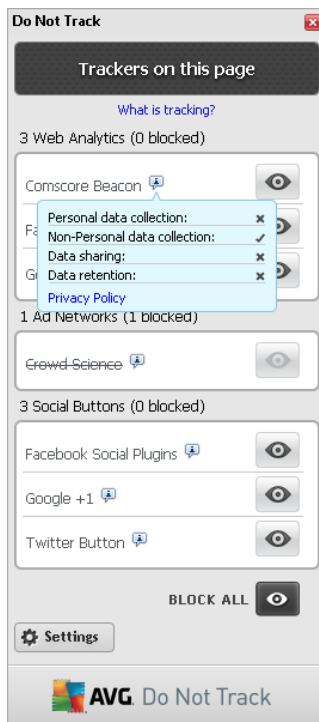 Do Not Track
Trackers on this page
What is tracking?
3 Web Analytics (0 blocked)
Comscore Beacon
Personal data collection:
Non-Personal data collection:
Data sharing:
Data retention:
Privacy Policy
1 Ad Networks (1 blocked)
Crowd Science
3 Social Buttons (0 blocked)
Facebook Social Plugins
Google +1
Twitter Button
BLOCK ALL
Settings
AVG. Do Not Track